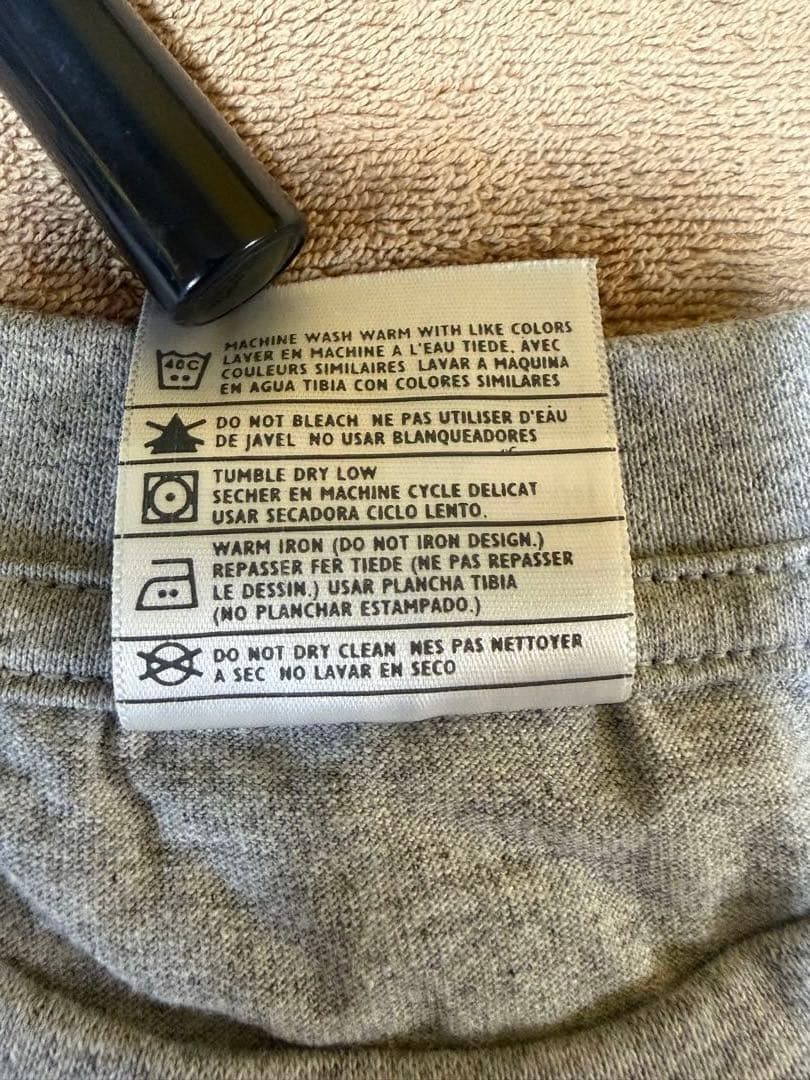 MACHINE WASH WARM WITH LIKE COLORS
40C
LAVER EN MACHINE A L'EAU TIEDE. AVEC
COULEURS SIMILAIRES LAVAR A MAQUINA
EN AGUA TIBIA CON COLORES SIMILARES
DO NOT BLEACH NE PAS UTILISER D'EAU
DE JAVEL NO USAR BLANQUEADORES
TUMBLE DRY LOW
SECHER EN MACHINE CYCLE DELICAT
USAR SECADORA CICLO LENTO.
WARM IRON (DO NOT IRON DESIGN.)
REPASSER FER TIEDE (NE PAS REPASSER
LE DESSIN.) USAR PLANCHA TIBIA
(NO PLANCHAR ESTAMPADO.)
DO NOT DRY CLEAN NES PAS NETTOYER
A SEC NO LAVAR EN SECO